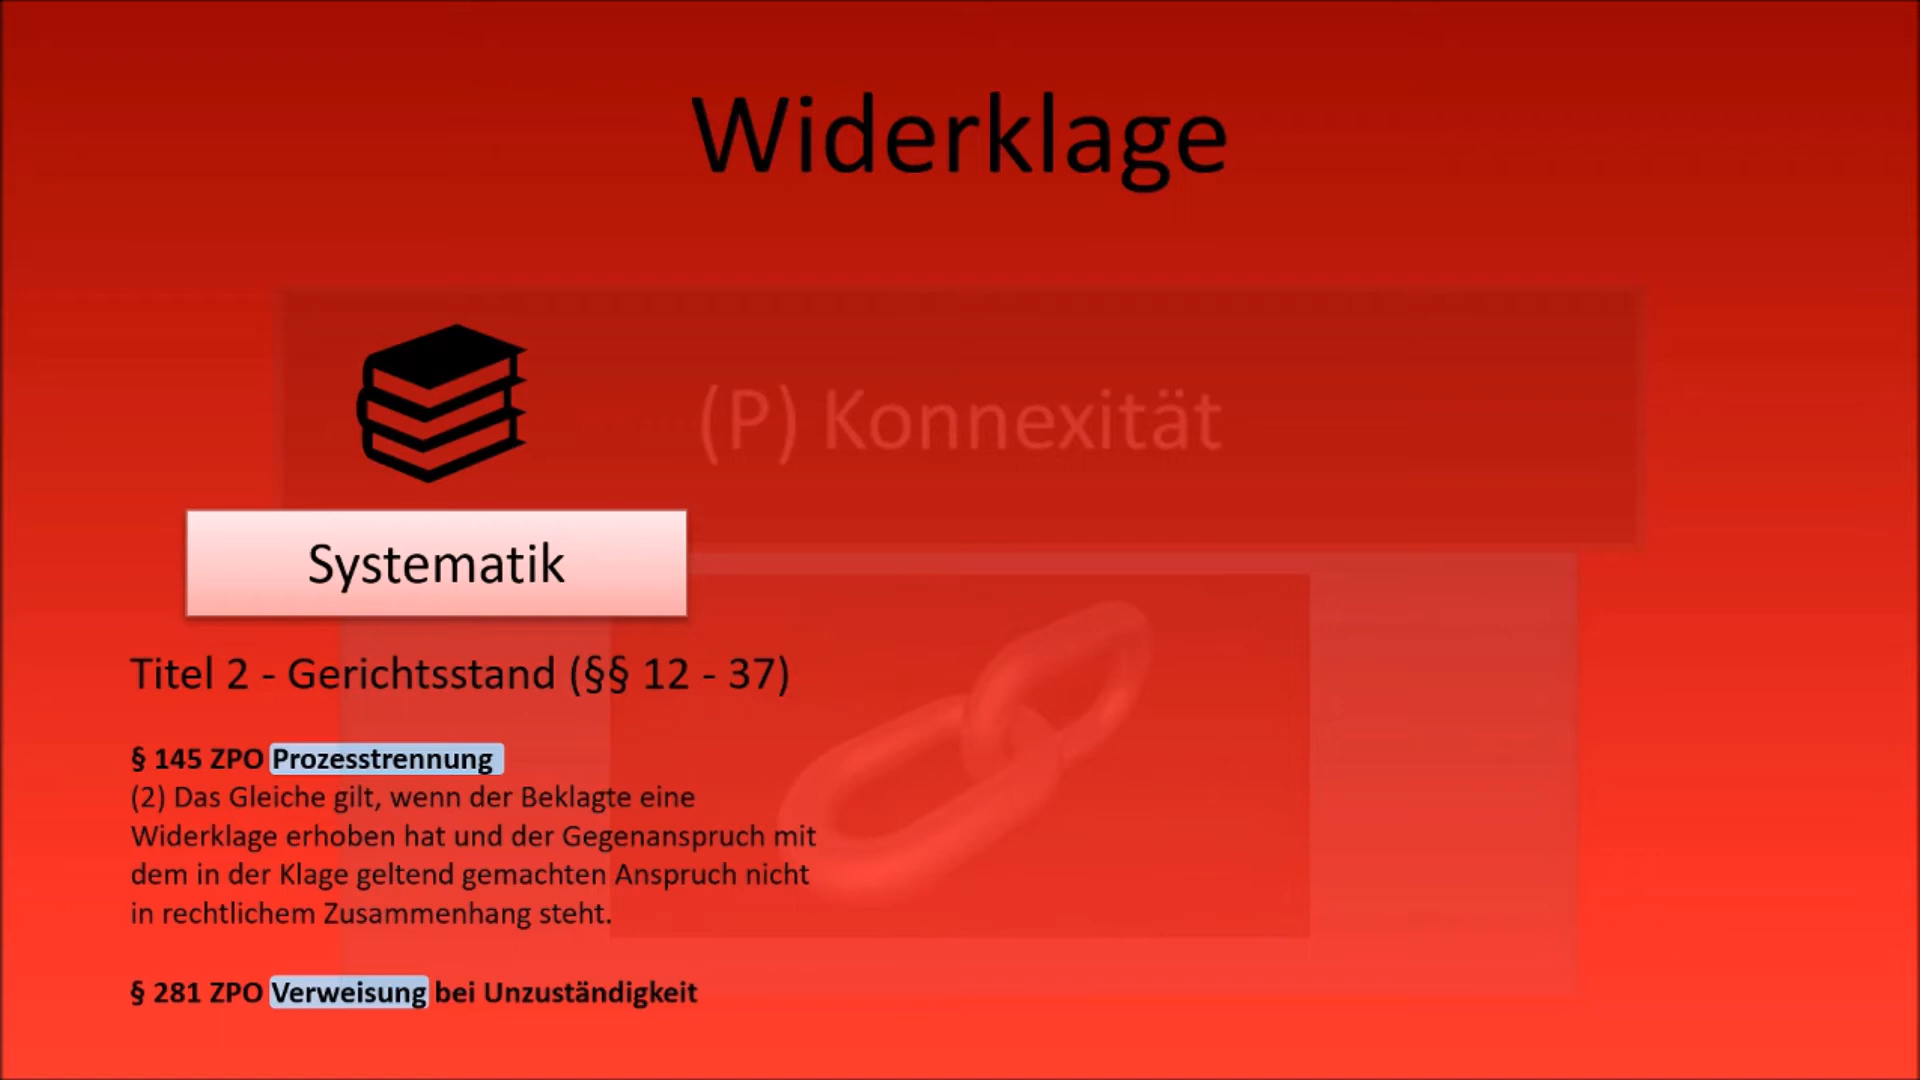 Widerklage
(P) Konnexität
Systematik
Titel 2 - Gerichtsstand (§§ 12 - 37)
§ 145 ZPO Prozesstrennung
(2) Das Gleiche gilt, wenn der Beklagte eine
Widerklage erhoben hat und der Gegenanspruch mit
dem in der Klage geltend gemachten Anspruch nicht
in rechtlichem Zusammenhang steht.
§ 281 ZPO Verweisung bei Unzuständigkeit